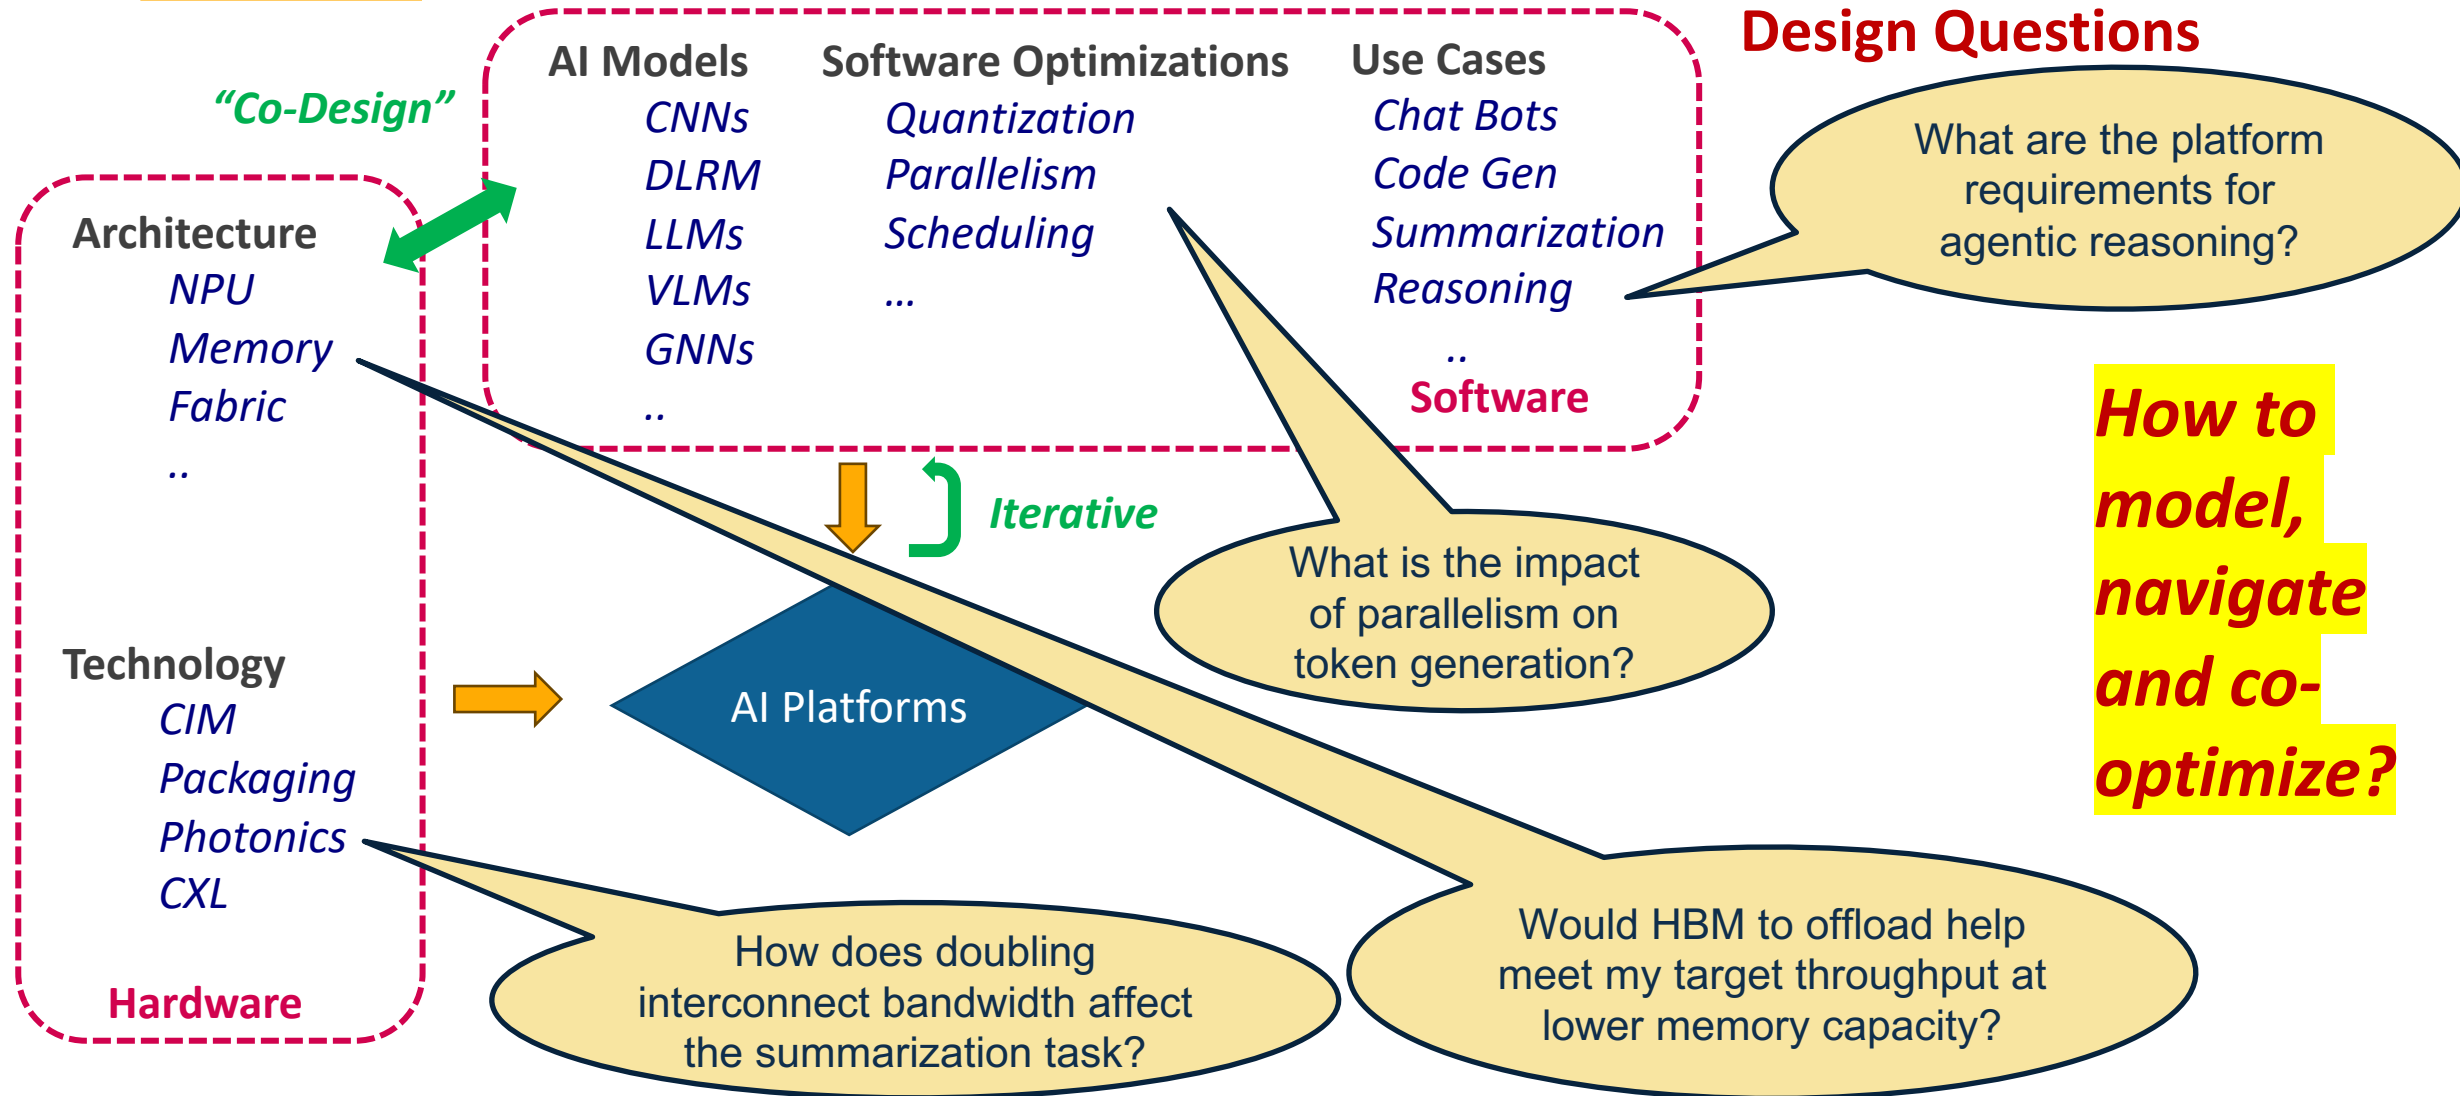 Design Questions
"Co-Design"
AI Models
CNNs
DLRM
LLMs
VLMs
GNNs
..
Software Optimizations
Quantization
Parallelism
Scheduling
...
Use Cases
Chat Bots
Code Gen
Summarization
Reasoning
..
Software
What are the platform
requirements for
agentic reasoning?
Architecture
NPU
Memory
Fabric
..
Technology
CIM
Packaging
Photonics
CXL
Hardware
Iterative
AI Platforms
What is the impact
of parallelism on
token generation?
How to
model,
navigate
and co-
optimize?
How does doubling
interconnect bandwidth affect
the summarization task?
Would HBM to offload help
meet my target throughput at
lower memory capacity?